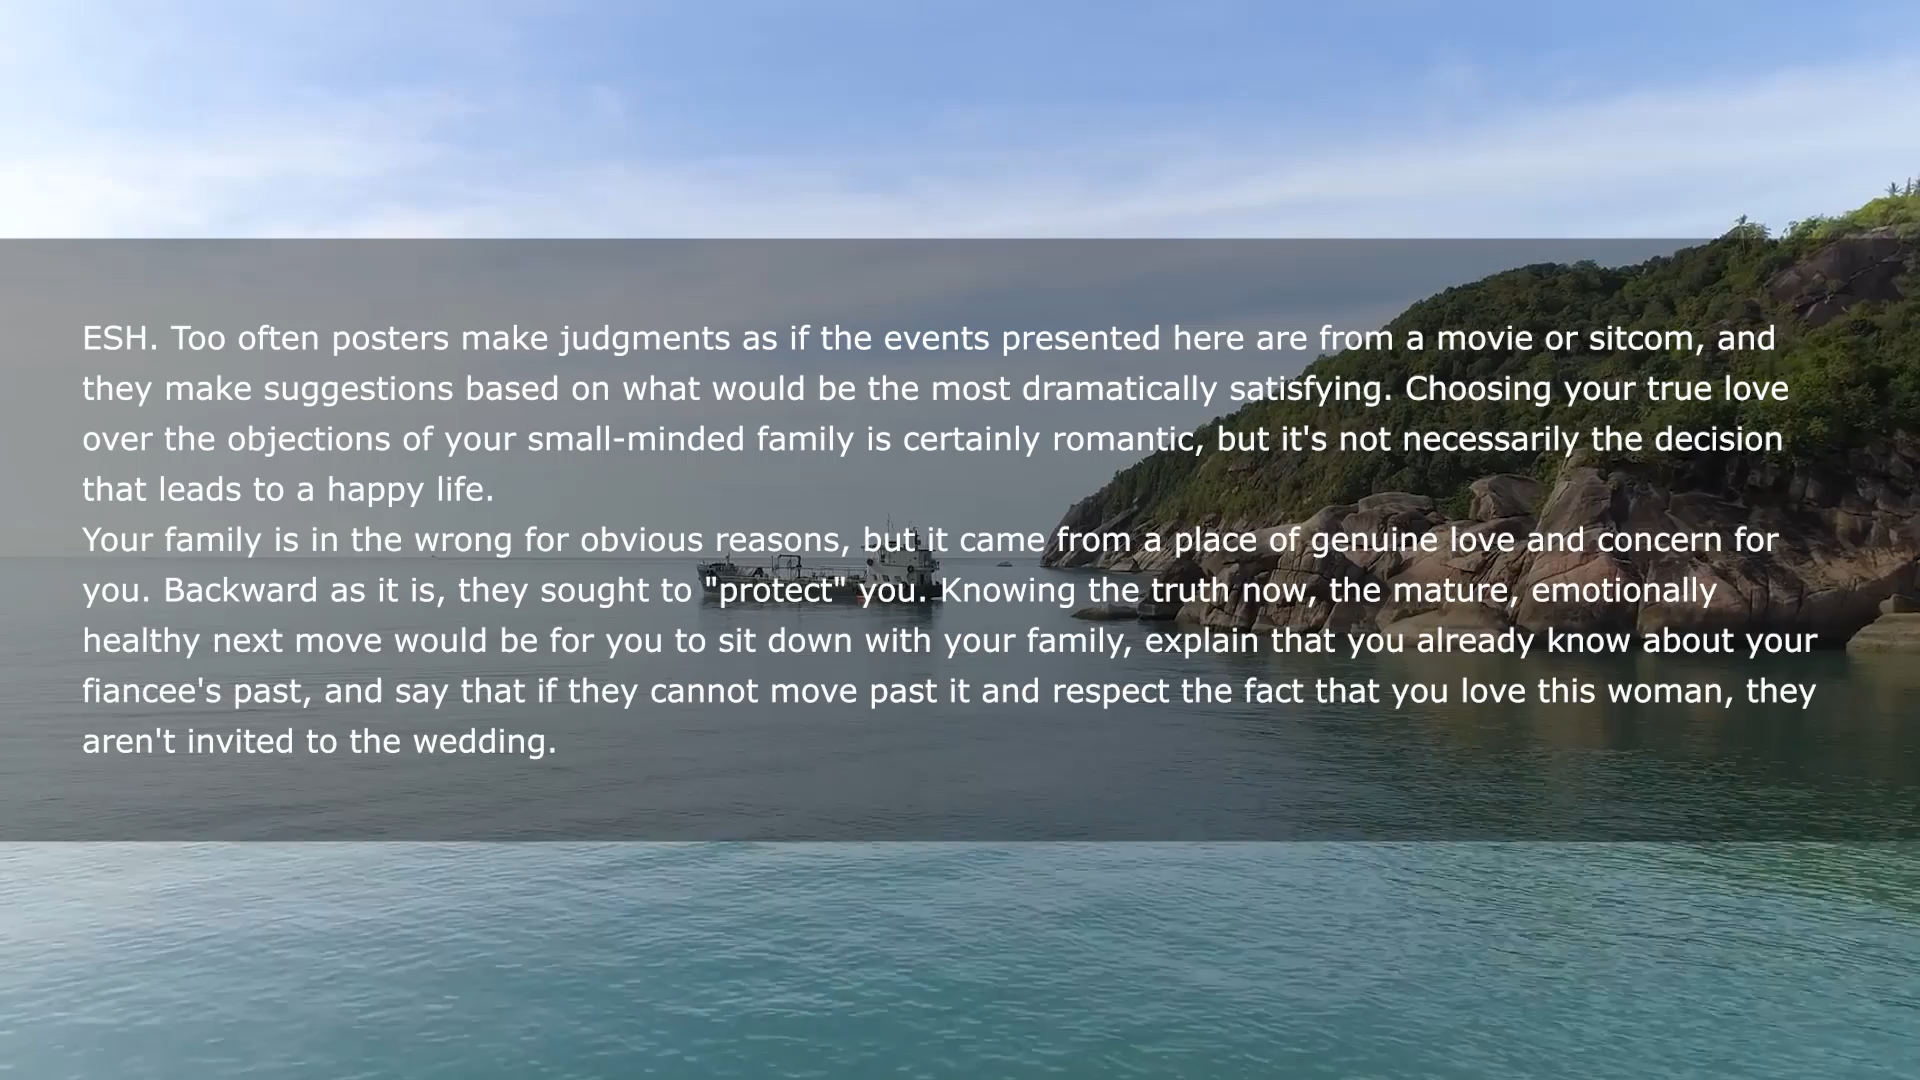 ESH. Too often posters make judgments as if the events presented here are from a movie or sitcom, and
they make suggestions based on what would be the most dramatically satisfying. Choosing your true love
over the objections of your small-minded family is certainly romantic, but it's not necessarily the decision
that leads to a happy life.
Your family is in the wrong for obvious reasons, but it came from a place of genuine love and concern for
you. Backward as it is, they sought to "protect" you. Knowing the truth now, the mature, emotionally
healthy next move would be for you to sit down with your family, explain that you already know about your
fiancee's past, and say that if they cannot move past it and respect the fact that you love this woman, they
aren't invited to the wedding.